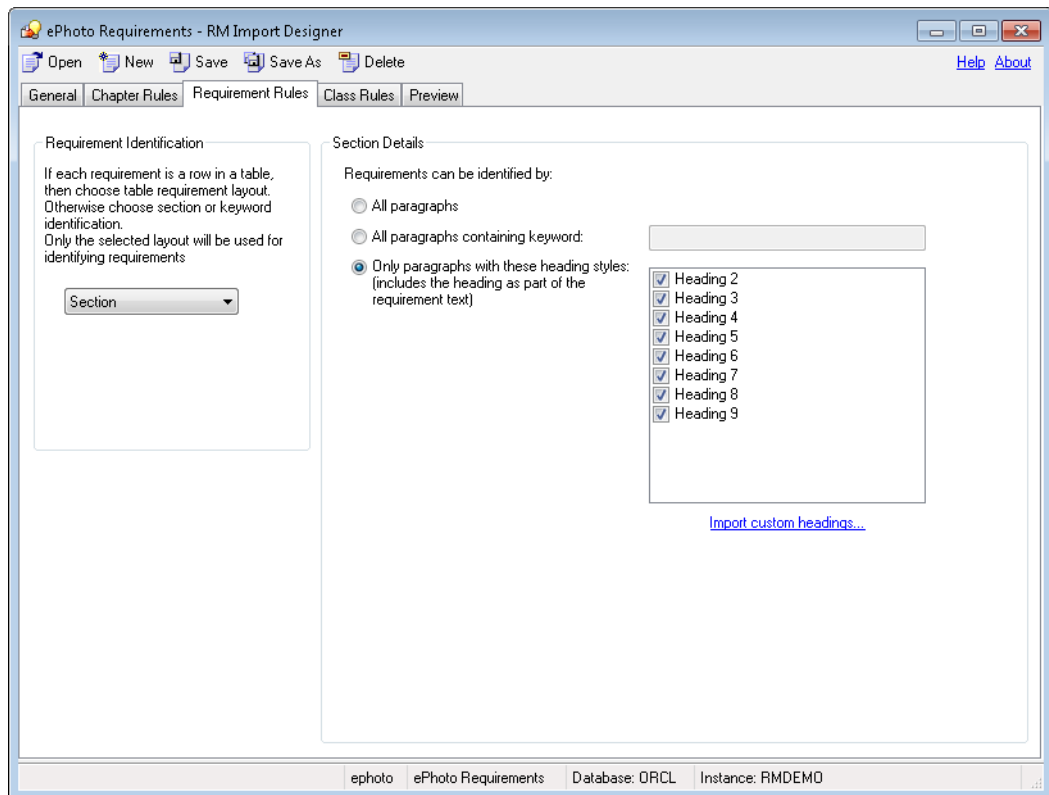 ePhoto Requirements - RM Import Designer
Open New Save Save As Delete Help About
General Chapter Rules Requirement Rules Class Rules Preview
Requirement Identification
If each requirement is a row in a table,
then choose table requirement layout.
Otherwise choose section or keyword
identification.
Only the selected layout will be used for
identifying requirements
Section
Section Details
Requirements can be identified by:
All paragraphs
All paragraphs containing keyword:
Only paragraphs with these heading styles:
(includes the heading as part of the
requirement text)
Heading 2
Heading 3
Heading 4
Heading 5
Heading 6
Heading 7
Heading 8
Heading 9
Import custom headings...
ephoto ePhoto Requirements Database: ORCL Instance: RMDEMO